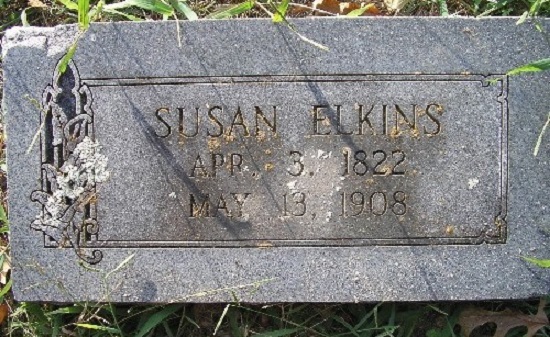 SUSAN ELKINS
APR. 3, 1822
MAY 13, 1908